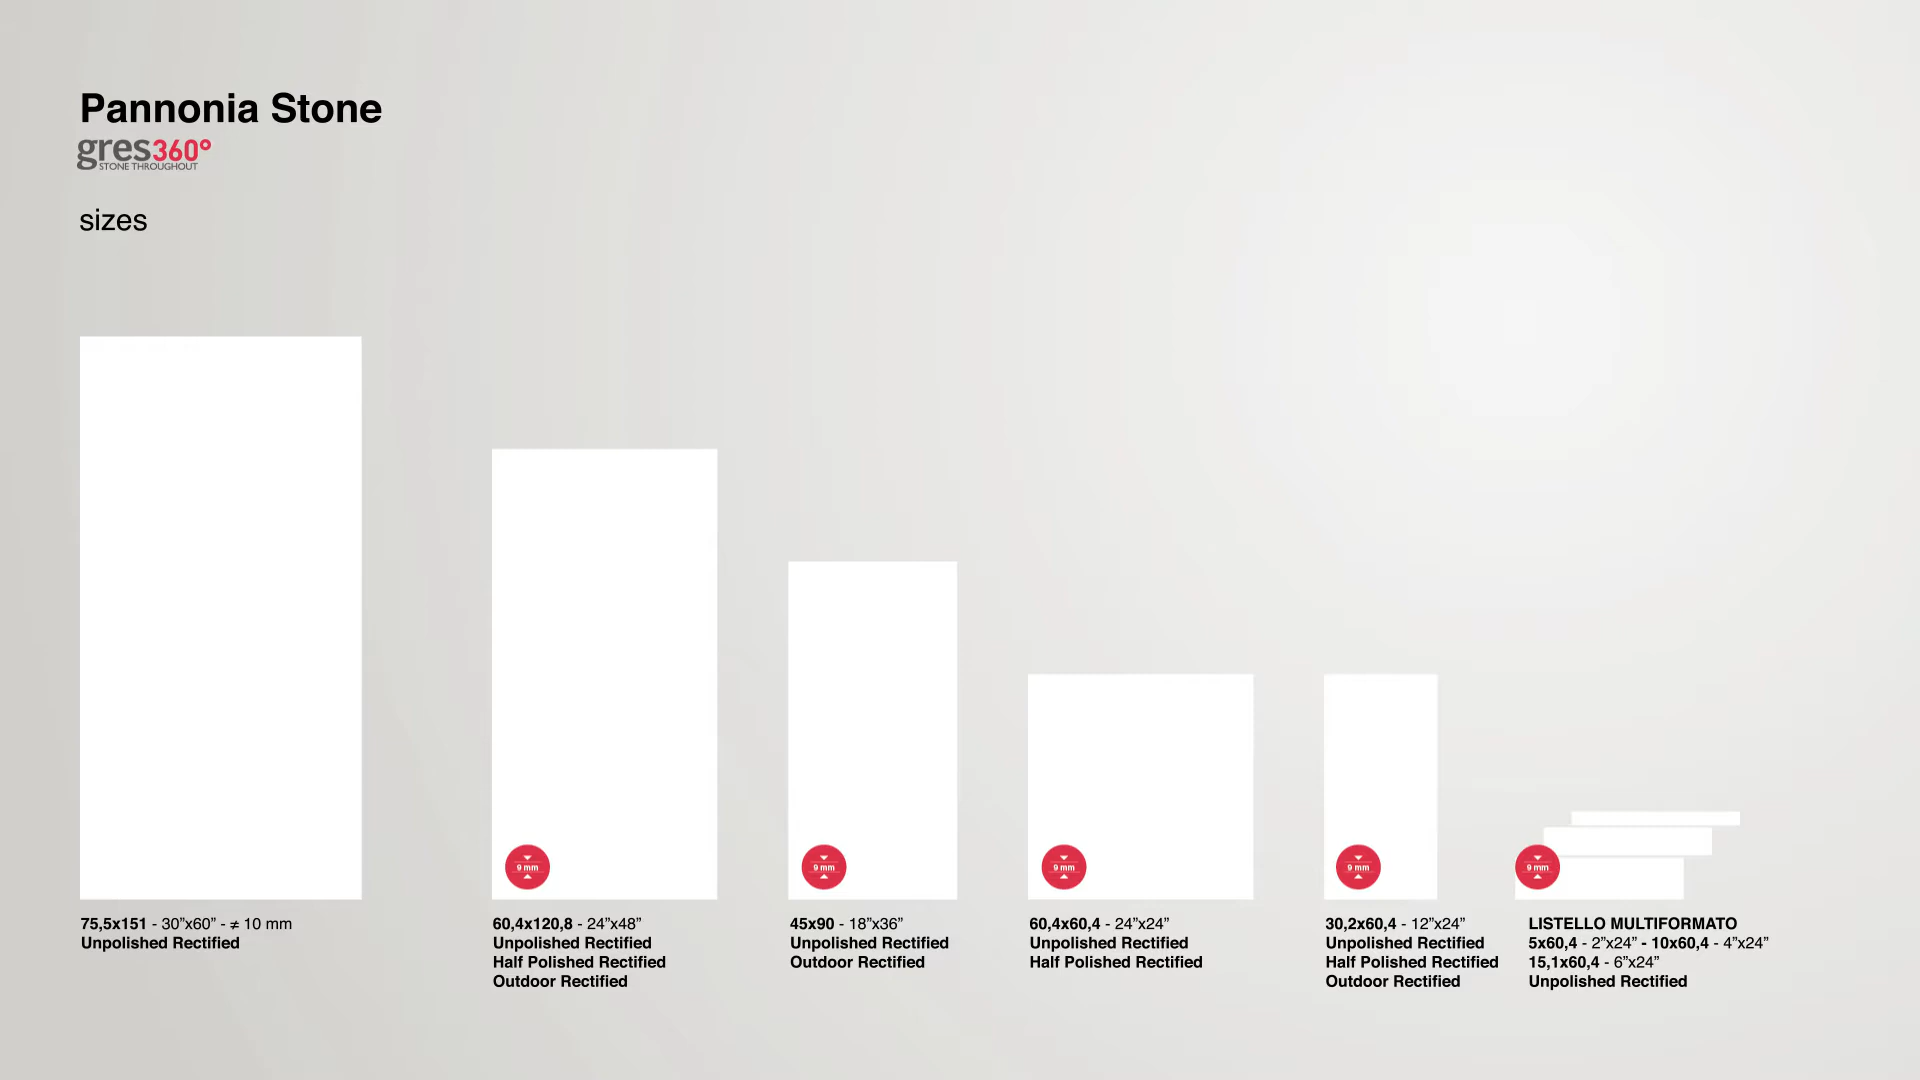 Pannonia Stone
gres360°
STONE THROUGHOUT
sizes
9 mm
9 mm
9 mm
9 mm
9 mm
75,5x151 - 30”x60” - ≠ 10 mm
Unpolished Rectified
60,4x120,8 - 24”x48”
Unpolished Rectified
Half Polished Rectified
Outdoor Rectified
45x90 - 18”x36”
Unpolished Rectified
Outdoor Rectified
60,4x60,4 - 24”x24”
Unpolished Rectified
Half Polished Rectified
30,2x60,4 - 12”x24”
Unpolished Rectified
Half Polished Rectified
Outdoor Rectified
LISTELLO MULTIFORMATO
5x60,4 - 2”x24” - 10x60,4 - 4”x24”
15,1x60,4 - 6”x24”
Unpolished Rectified